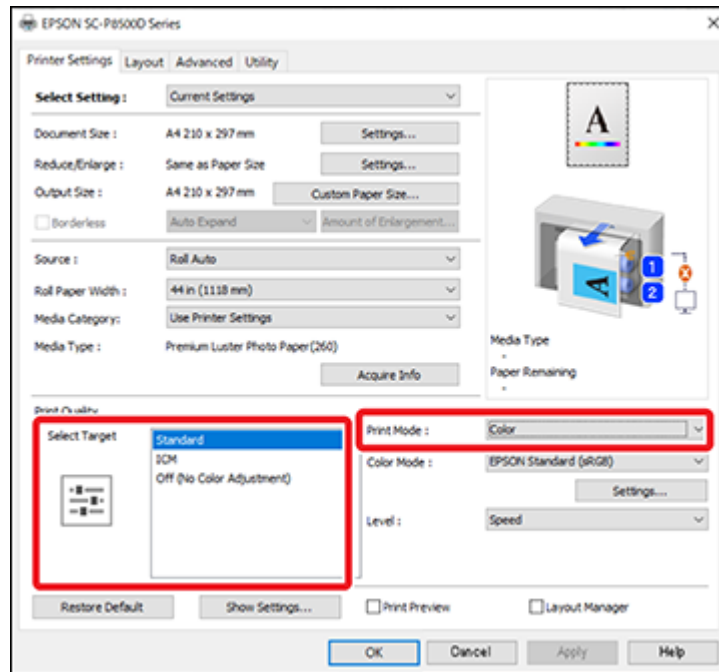 EPSON SC-P8500D Series
Printer Settings Layout Advanced Utility
Select Setting : Current Settings
Document Size : A4 210 x 297 mm Settings...
Reduce/Enlarge : Same as Paper Size Settings...
Output Size : A4 210 x 297 mm Custom Paper Size...
Borderless Auto Expand Amount of Enlargement...
Source : Roll Auto
Roll Paper Width : 44 in (1118 mm)
Media Category: Use Printer Settings
Media Type : Premium Luster Photo Paper(260)
Acquire Info
A
A
1
2
Media Type
-
Paper Remaining
-
Print Quality
Select Target
Standard
ICM
Off (No Color Adjustment)
Print Mode : Color
Color Mode : EPSON Standard (sRGB)
Settings...
Level : Speed
Restore Default Show Settings... Print Preview Layout Manager
OK Cancel Apply Help